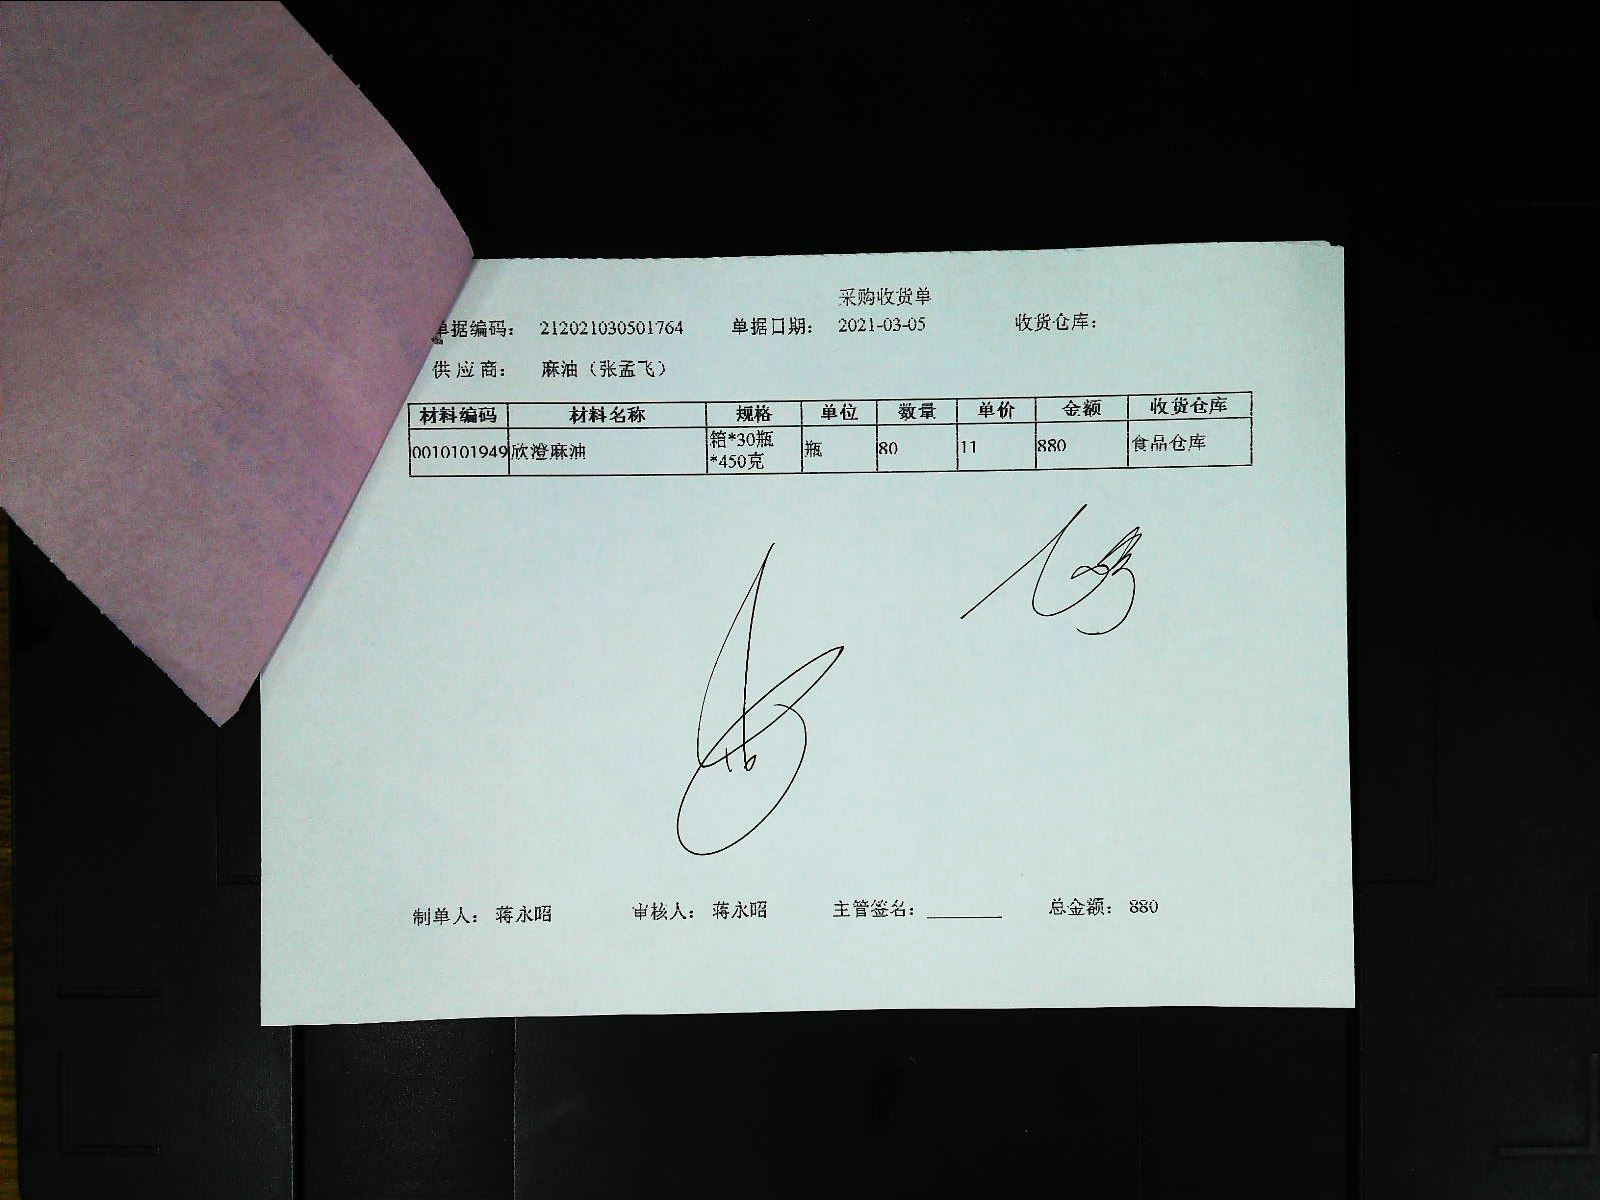 采购收货单
单据编码: 212021030501764 单据日期: 2021-03-05 收货仓库:
供应商: 麻油（张孟飞）
材料编码 材料名称 规格 单位 数量 单价 金额 收货仓库
0010101949 欣澄麻油 箱*30瓶*450克 瓶 80 11 880 食品仓库
制单人: 蒋永昭 审核人: 蒋永昭 主管签名: 总金额: 880